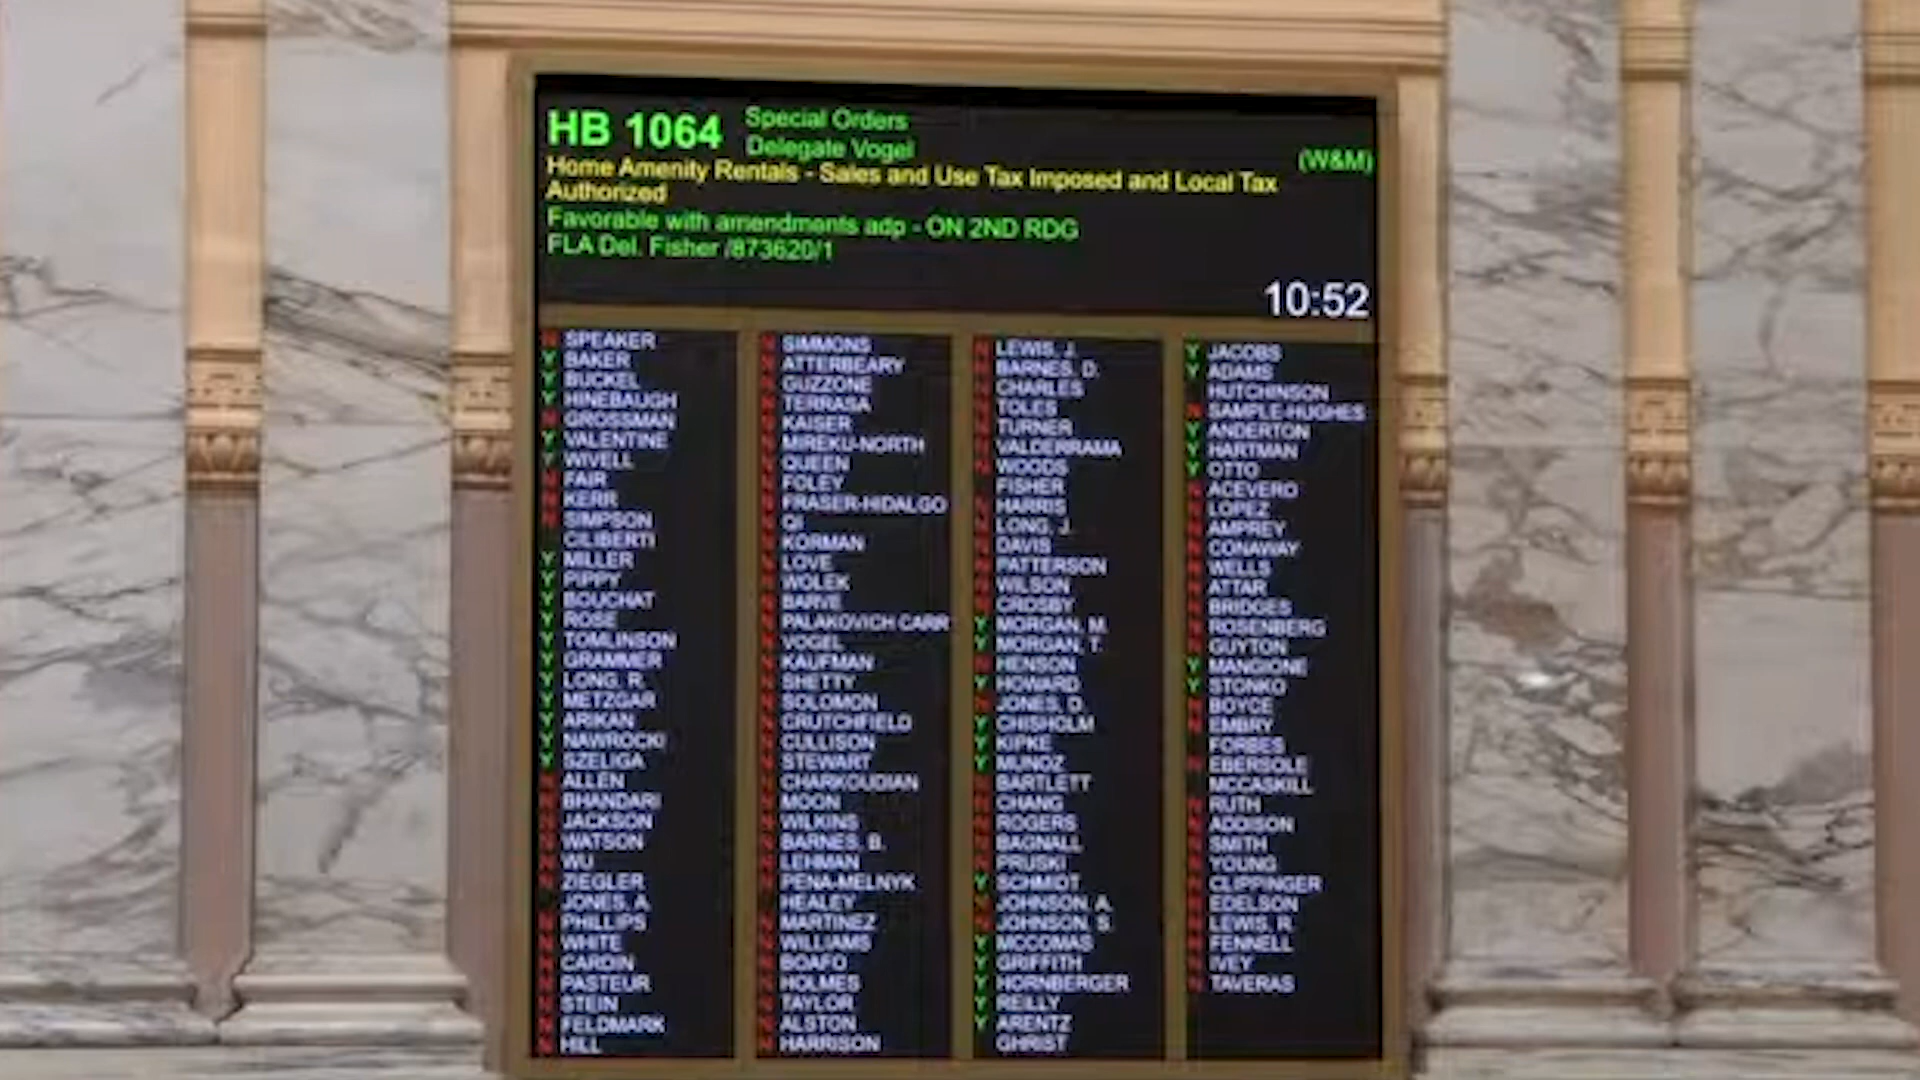 HB 1064
Special Orders
Delegate Vogel
(W&M)
Home Amenity Rentals - Sales and Use Tax Imposed and Local Tax
Authorized
Favorable with amendments adp - ON 2ND RDG
FLA Del. Fisher /873620/1
10:52
N SPEAKER
Y BAKER
Y BUCKEL
Y HINEBAUGH
N GROSSMAN
Y VALENTINE
Y WIVELL
N FAIR
N KERR
N SIMPSON
CILIBERTI
Y MILLER
Y PIPPY
Y BOUCHAT
Y ROSE
Y TOMLINSON
Y GRAMMER
Y LONG, R.
Y METZGAR
Y ARIKAN
Y NAWROCKI
Y SZELIGA
N ALLEN
N BHANDARI
N JACKSON
N WATSON
N WU
N ZIEGLER
JONES, A.
N PHILLIPS
N WHITE
N CARDIN
N PASTEUR
N STEIN
N FELDMARK
N HILL
N SIMMONS
N ATTERBEARY
N GUZZONE
N TERRASA
N KAISER
N MIREKU-NORTH
N QUEEN
N FOLEY
N FRASER-HIDALGO
N QI
N KORMAN
N LOVE
N WOLEK
N BARVE
N PALAKOVICH CARR
N VOGEL
N KAUFMAN
N SHETTY
N SOLOMON
N CRUTCHFIELD
N CULLISON
N STEWART
N CHARKOUDIAN
N MOON
N WILKINS
N BARNES, B.
N LEHMAN
N PENA-MELNYK
HEALEY
N MARTINEZ
N WILLIAMS
N BOAFO
N HOLMES
N TAYLOR
N ALSTON
N HARRISON
N LEWIS, J.
N BARNES, D.
N CHARLES
N TOLES
N TURNER
N VALDERRAMA
N WOODS
FISHER
N HARRIS
N LONG, J.
N DAVIS
N PATTERSON
N WILSON
N CROSBY
Y MORGAN, M.
Y MORGAN, T.
N HENSON
Y HOWARD
N JONES, D.
Y CHISHOLM
Y KIPKE
Y MUNOZ
N BARTLETT
N CHANG
N ROGERS
N BAGNALL
N PRUSKI
Y SCHMIDT
JOHNSON, A.
N JOHNSON, S.
Y MCCOMAS
Y GRIFFITH
Y HORNBERGER
Y REILLY
Y ARENTZ
GHRIST
Y JACOBS
Y ADAMS
HUTCHINSON
N SAMPLE-HUGHES
Y ANDERTON
Y HARTMAN
Y OTTO
N ACEVERO
N LOPEZ
N AMPREY
N CONAWAY
N WELLS
N ATTAR
N BRIDGES
N ROSENBERG
N GUYTON
Y MANGIONE
Y STONKO
N BOYCE
N EMBRY
FORBES
N EBERSOLE
MCCASKILL
N RUTH
N ADDISON
N SMITH
N YOUNG
N CLIPPINGER
N EDELSON
N LEWIS, R.
N FENNELL
N IVEY
N TAVERAS